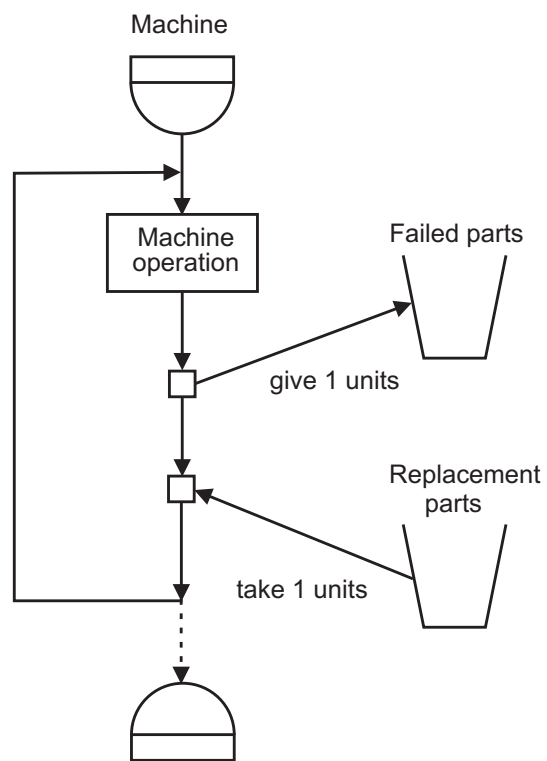 Machine
Machine
operation
Failed parts
give 1 units
Replacement
parts
take 1 units